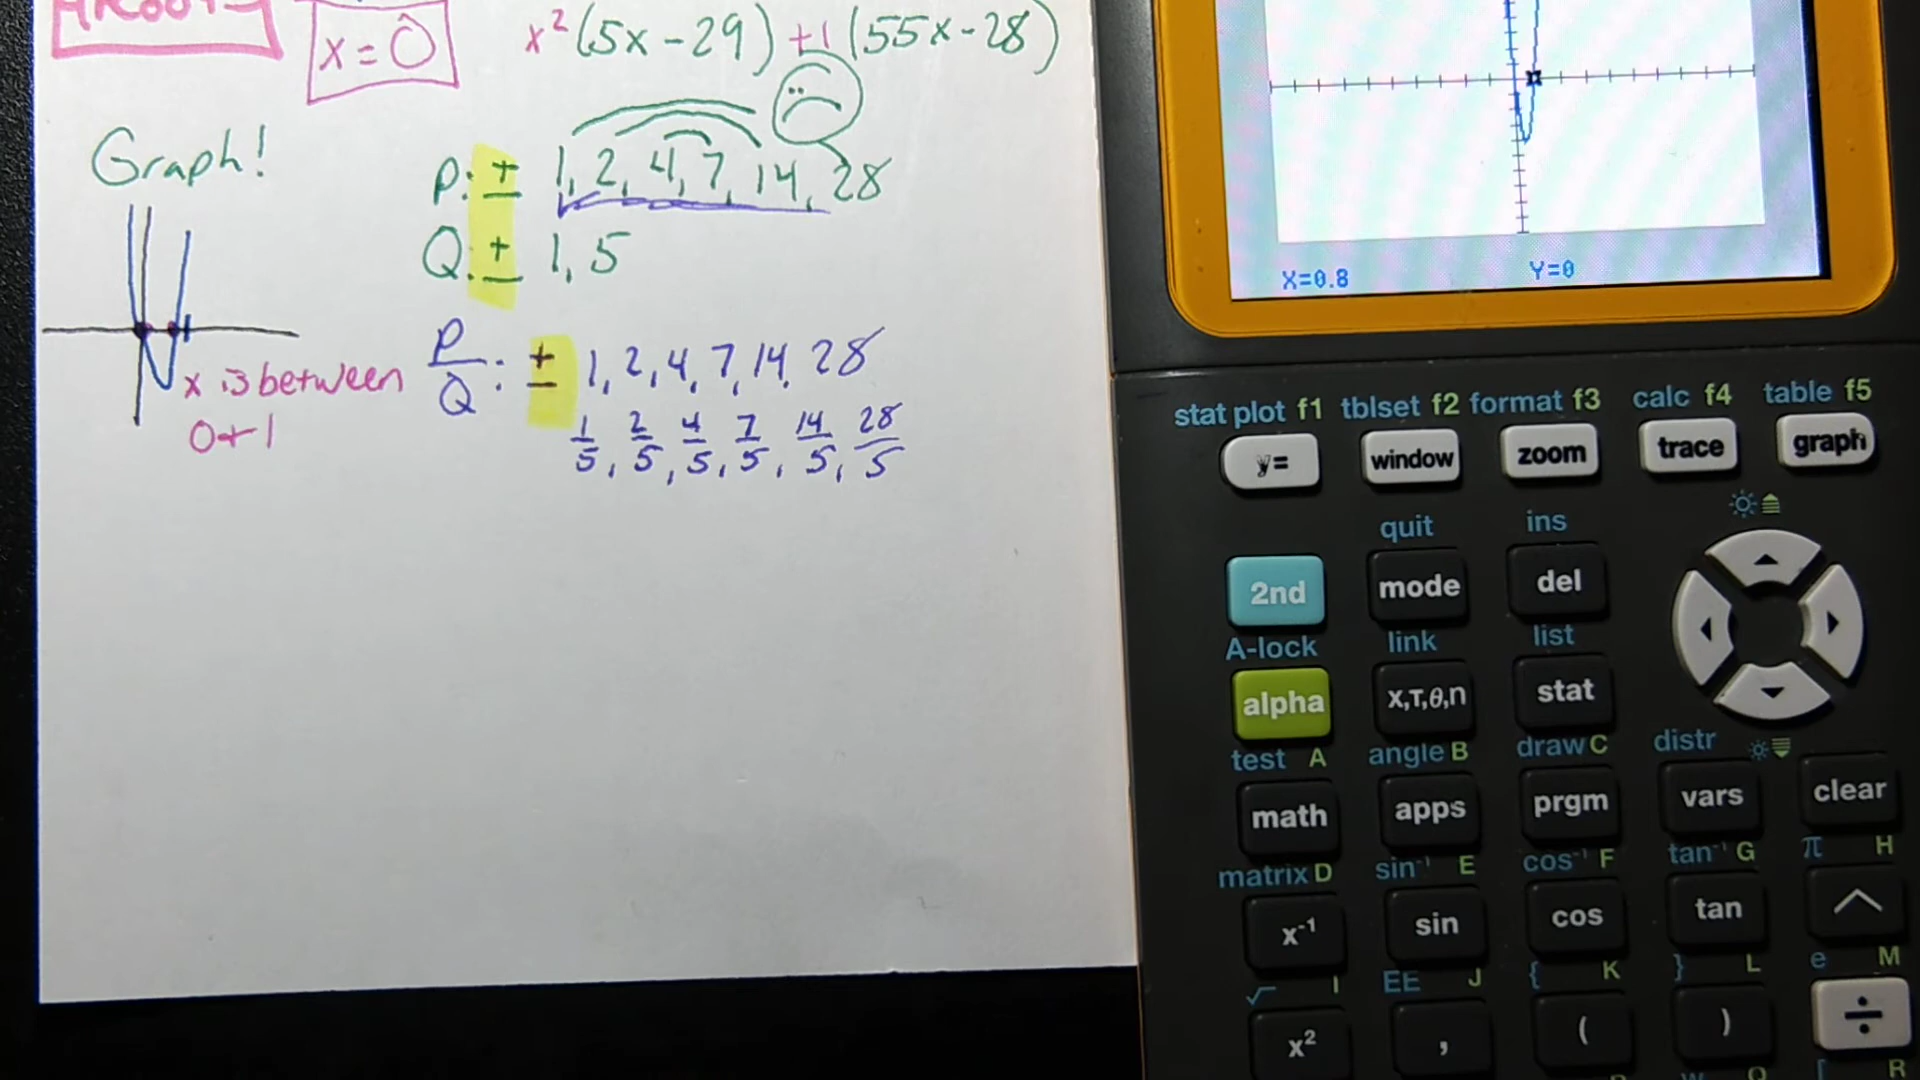 4 Roots
x = 0
x² (5x - 29) + 1 (55x - 28)
Graph!
P: ± 1, 2, 4, 7, 14, 28
Q: ± 1, 5
P/Q: ± 1, 2, 4, 7, 14, 28
1/5, 2/5, 4/5, 7/5, 14/5, 28/5
x is between
0 + 1
X=0.8 Y=0
stat plot f1 tblset f2 format f3 calc f4 table f5
y= window zoom trace graph
quit ins
2nd mode del
A-lock link list
alpha X,T,θ,n stat
test A angle B draw C distr
math apps prgm vars clear
matrix D sin⁻¹ E cos⁻¹ F tan⁻¹ G π H
x⁻¹ sin cos tan ^
√ I EE J { K } L e M
x² , ( ) ÷